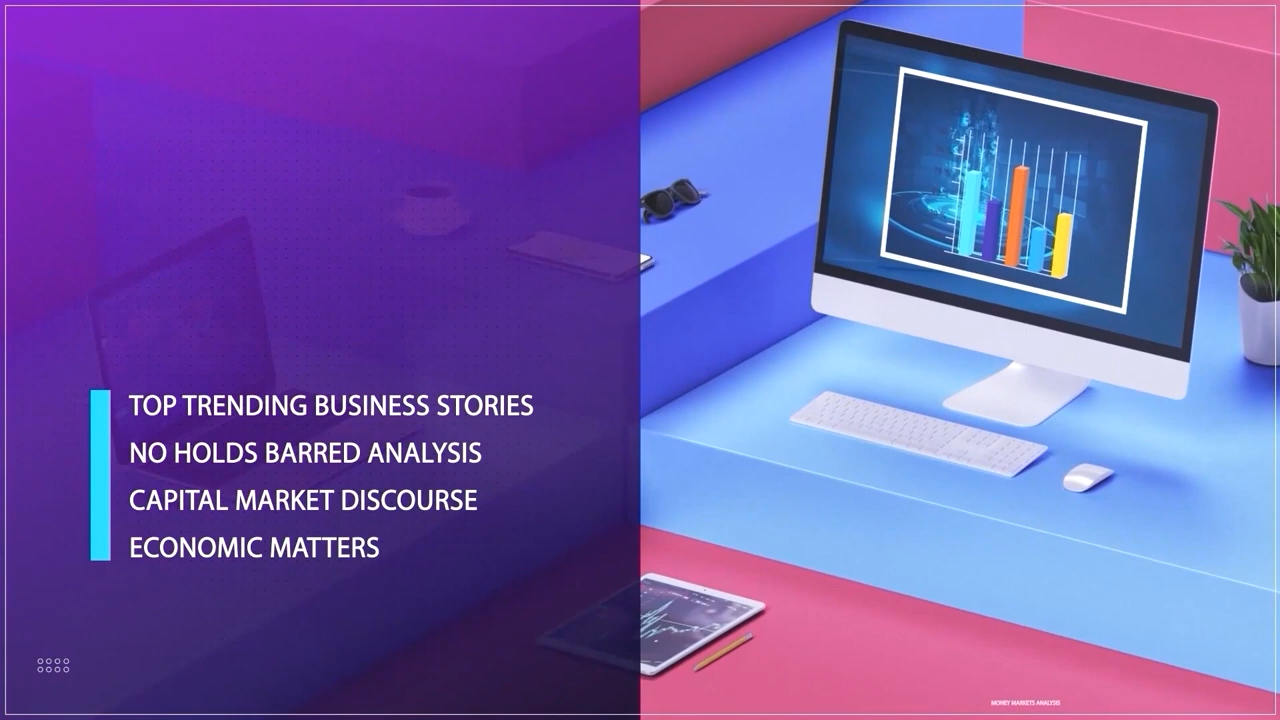 TOP TRENDING BUSINESS STORIES
NO HOLDS BARRED ANALYSIS
CAPITAL MARKET DISCOURSE
ECONOMIC MATTERS
MONEY MARKETS ANALYSIS